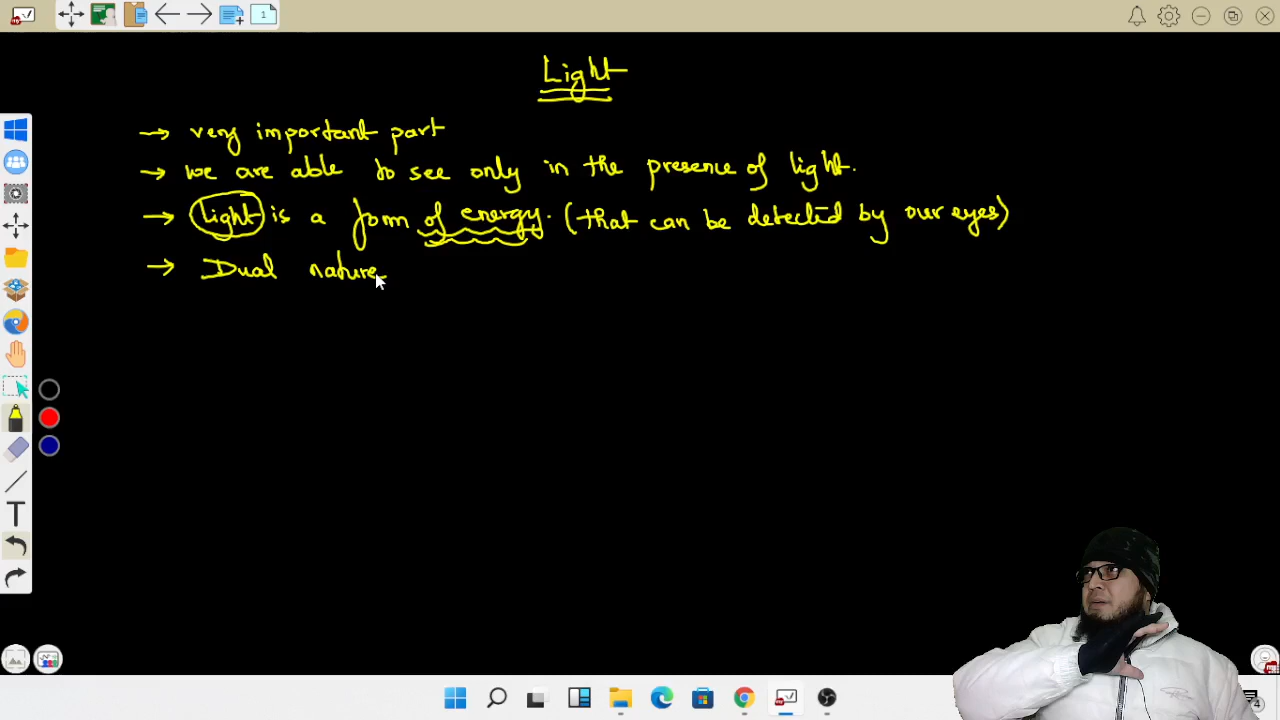 1
Light
→ very important part
→ we are able to see only in the presence of light.
→ Light is a form of energy. (that can be detected by our eyes)
→ Dual nature
T